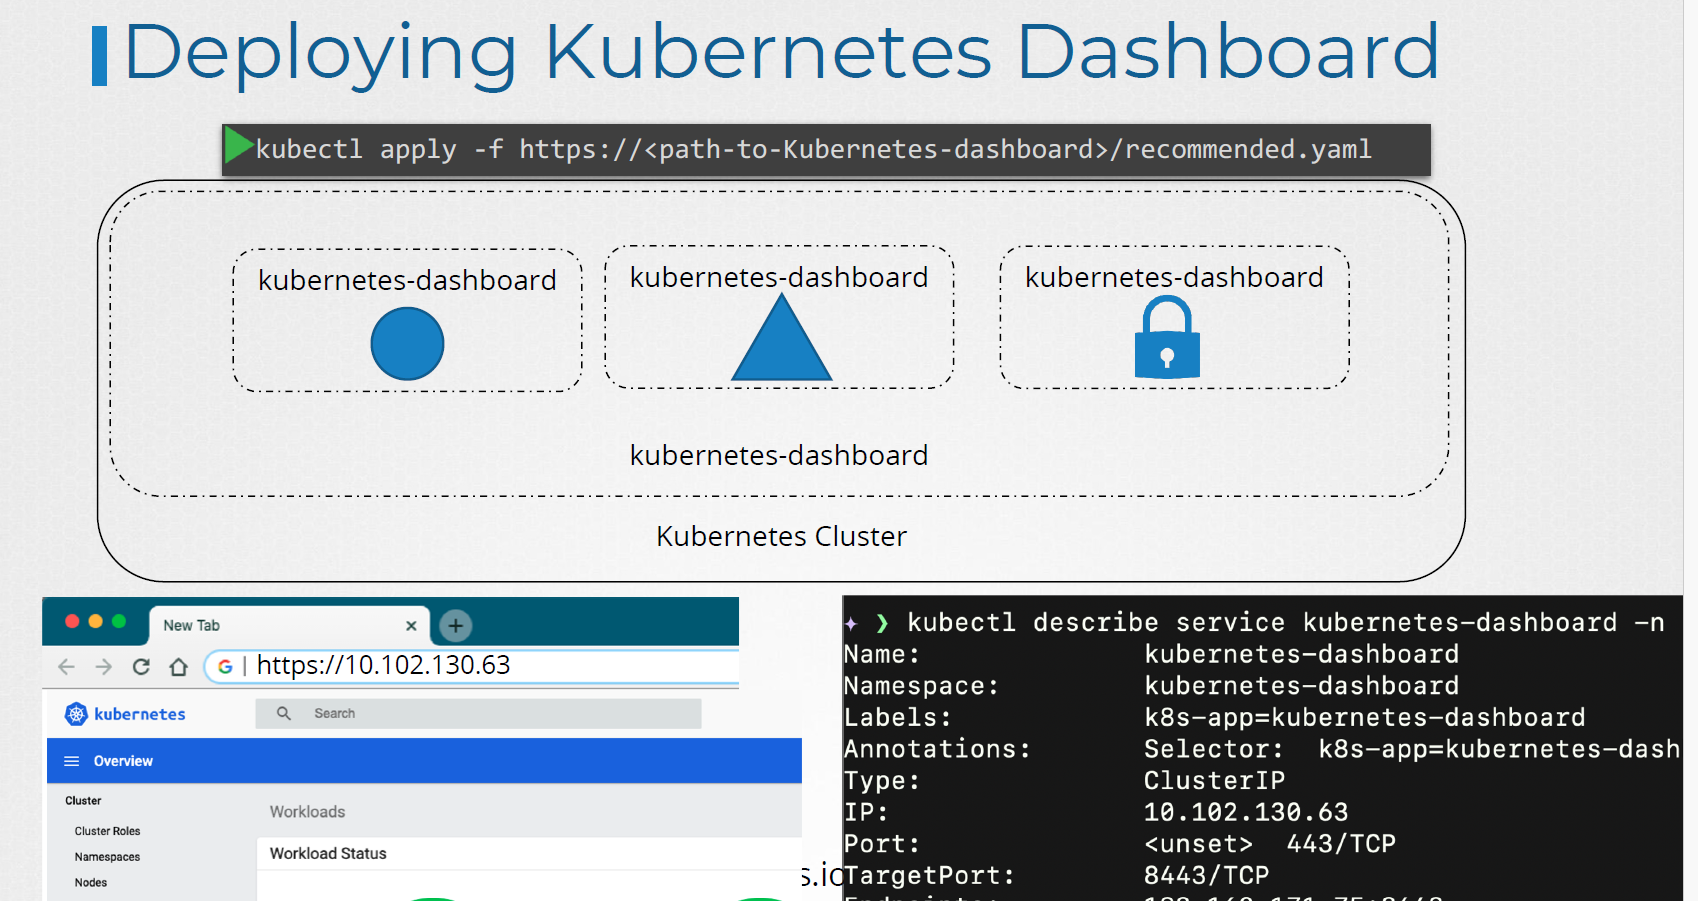 Deploying Kubernetes Dashboard
kubectl apply -f https://<path-to-Kubernetes-dashboard>/recommended.yaml
kubernetes-dashboard
kubernetes-dashboard
kubernetes-dashboard
kubernetes-dashboard
Kubernetes Cluster
New Tab
https://10.102.130.63
kubernetes
Search
Overview
Cluster
Cluster Roles
Namespaces
Nodes
Workloads
Workload Status
s.io
kubectl describe service kubernetes-dashboard -n
Name: kubernetes-dashboard
Namespace: kubernetes-dashboard
Labels: k8s-app=kubernetes-dashboard
Annotations: Selector: k8s-app=kubernetes-dash
Type: ClusterIP
IP: 10.102.130.63
Port: <unset> 443/TCP
TargetPort: 8443/TCP